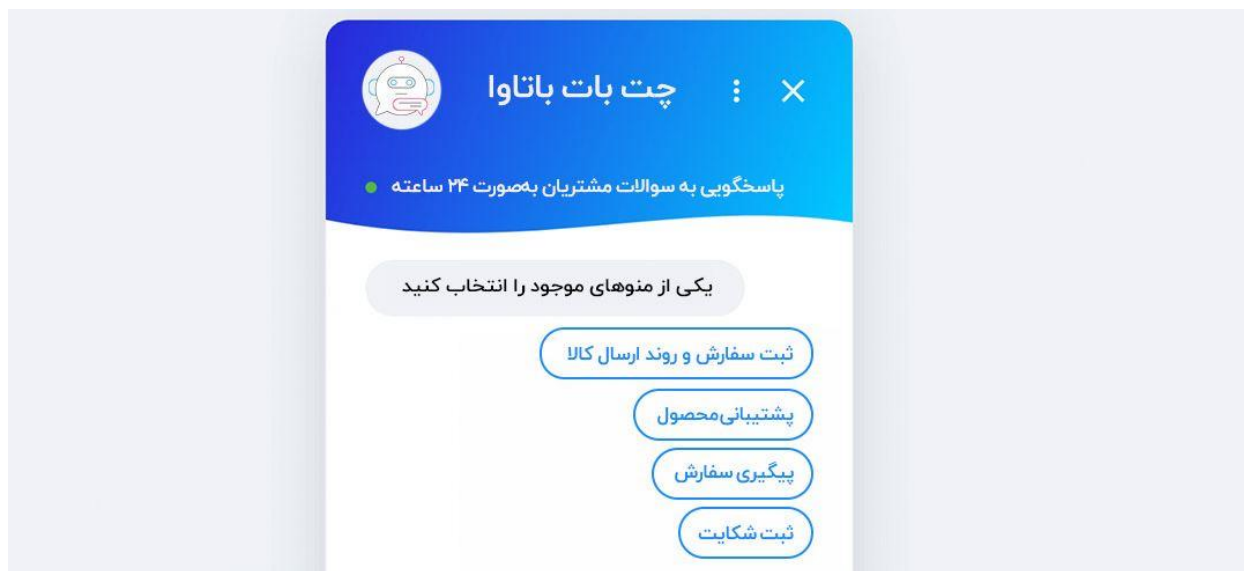 چت بات باتاوا
پاسخگویی به سوالات مشتریان به‌صورت ۲۴ ساعته
یکی از منوهای موجود را انتخاب کنید
ثبت سفارش و روند ارسال کالا
پشتیبانی‌محصول
پیگیری سفارش
ثبت شکایت